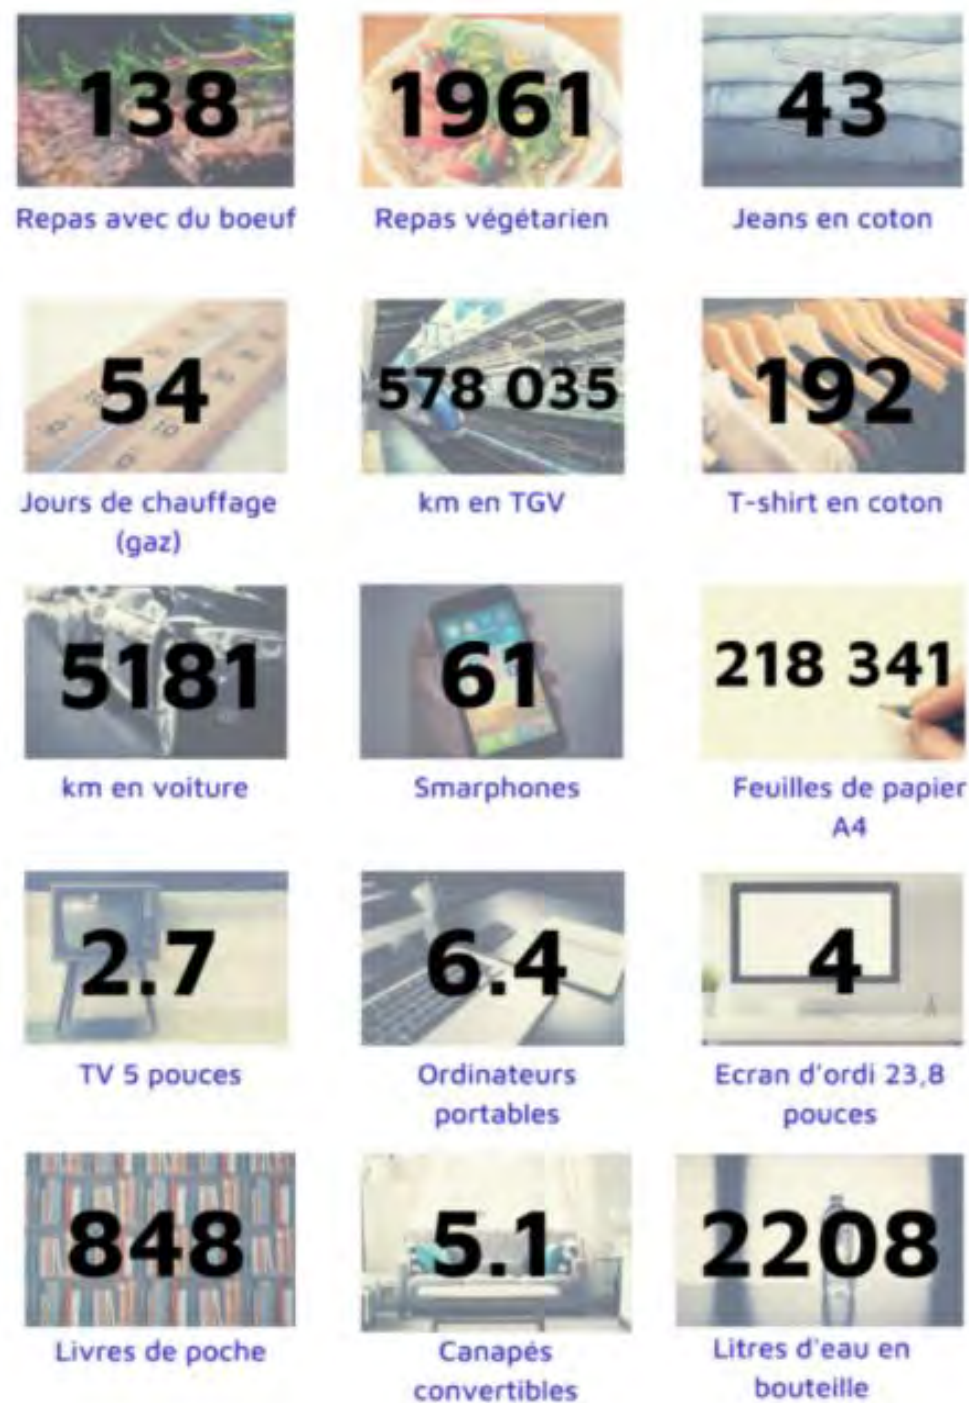 138
1961
43
Repas avec du boeuf
Repas végétarien
Jeans en coton
54
578 035
192
Jours de chauffage
(gaz)
km en TGV
T-shirt en coton
5181
61
218 341
km en voiture
Smarphones
Feuilles de papier
A4
2.7
6.4
4
TV 5 pouces
Ordinateurs
portables
Ecran d'ordi 23,8
pouces
848
5.1
2208
Livres de poche
Canapés
convertibles
Litres d'eau en
bouteille